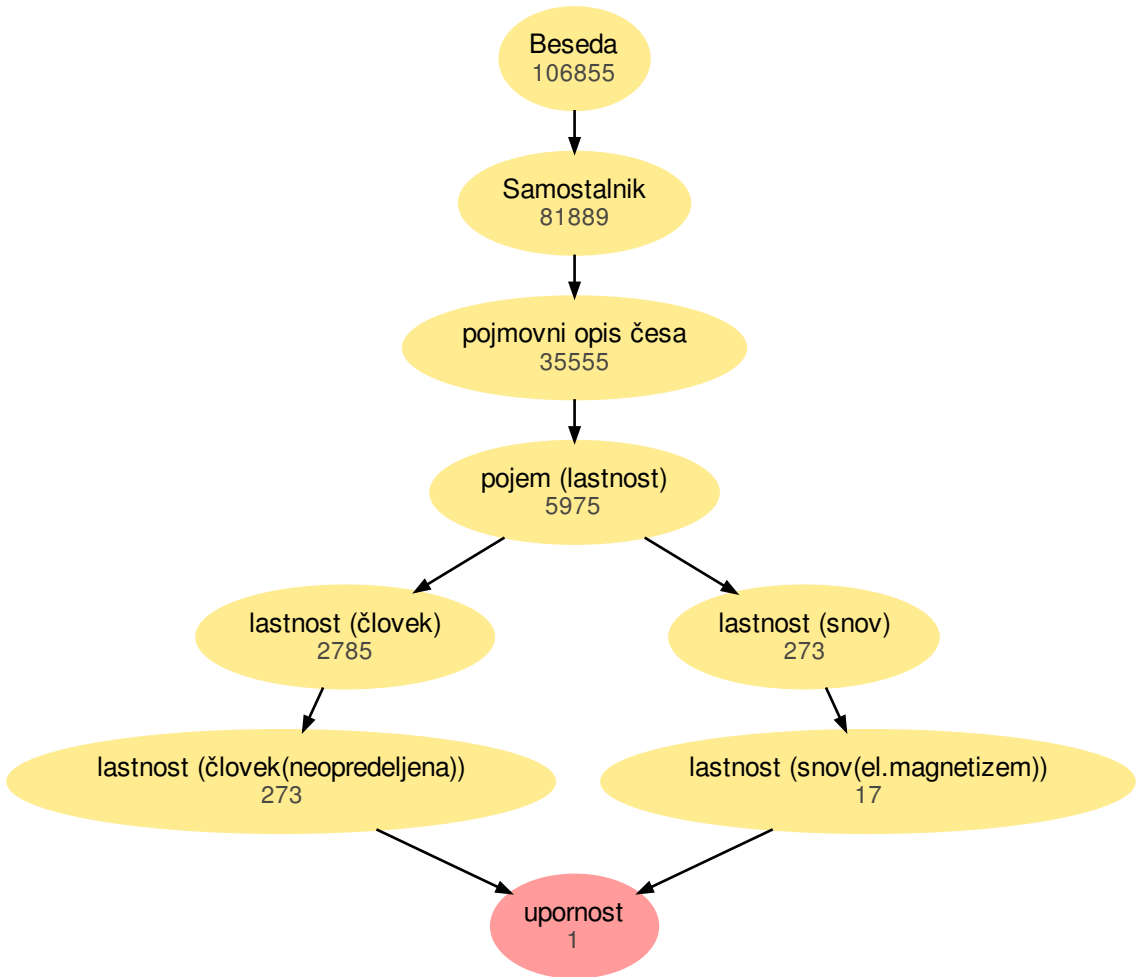 Beseda
106855
Samostalnik
81889
pojmovni opis česa
35555
pojem (lastnost)
5975
lastnost (človek)
2785
lastnost (snov)
273
lastnost (človek(neopredeljena))
273
lastnost (snov(el.magnetizem))
17
upornost
1